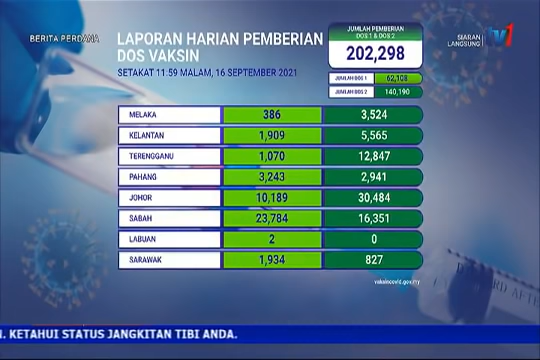 BERITA PERDANA
LAPORAN HARIAN PEMBERIAN
DOS VAKSIN
SETAKAT 11:59 MALAM, 16 SEPTEMBER 2021
JUMLAH PEMBERIAN
DOS 1 & DOS 2
202,298
JUMLAH DOS 1 62,108
JUMLAH DOS 2 140,190
SIARAN
LANGSUNG
tv1
MELAKA 386 3,524
KELANTAN 1,909 5,565
TERENGGANU 1,070 12,847
PAHANG 3,243 2,941
JOHOR 10,189 30,484
SABAH 23,784 16,351
LABUAN 2 0
SARAWAK 1,934 827
vaksincovid.gov.my
KETAHUI STATUS JANGKITAN TIBI ANDA.